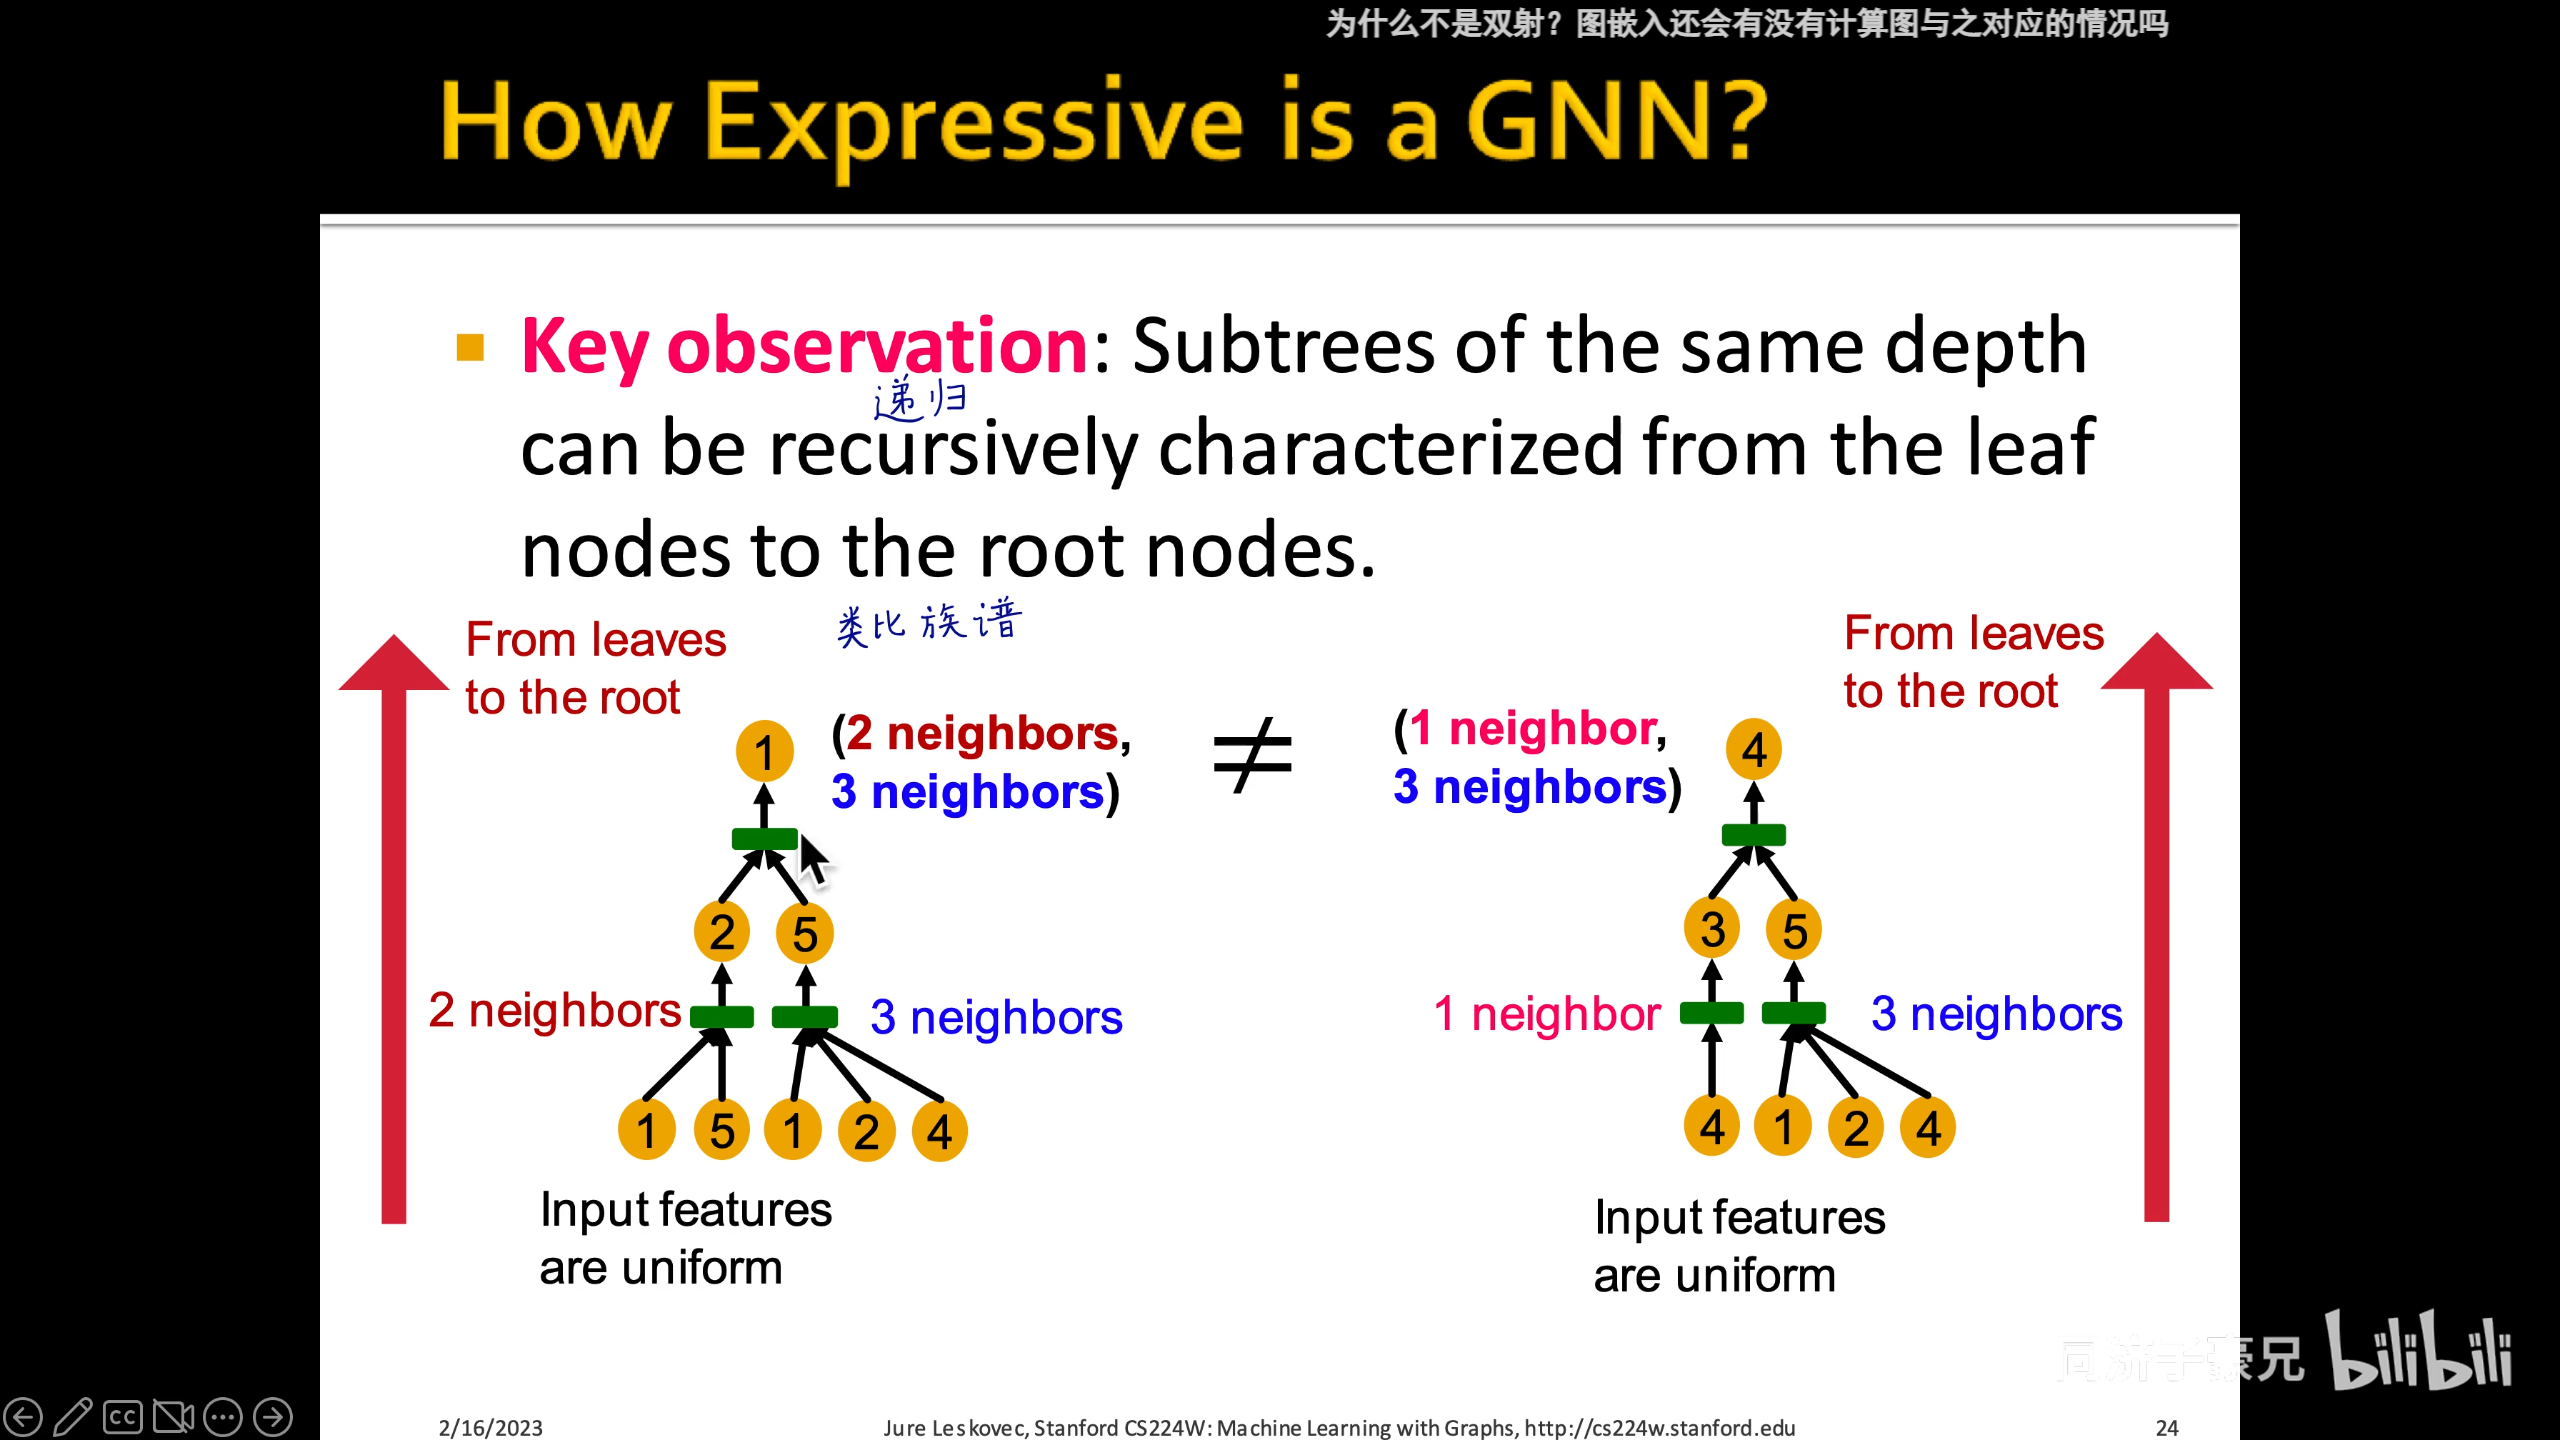 为什么不是双射？图嵌入还会有没有计算图与之对应的情况吗
How Expressive is a GNN?
Key observation: Subtrees of the same depth
递归
can be recursively characterized from the leaf
nodes to the root nodes.
类比族谱
From leaves
to the root
(2 neighbors,
3 neighbors)
≠
(1 neighbor,
3 neighbors)
From leaves
to the root
1
4
2 5
3 5
2 neighbors
3 neighbors
1 neighbor
3 neighbors
1 5 1 2 4
4 1 2 4
Input features
are uniform
Input features
are uniform
同济子豪兄 bilibili
CC
2/16/2023
Jure Leskovec, Stanford CS224W: Machine Learning with Graphs, http://cs224w.stanford.edu
24